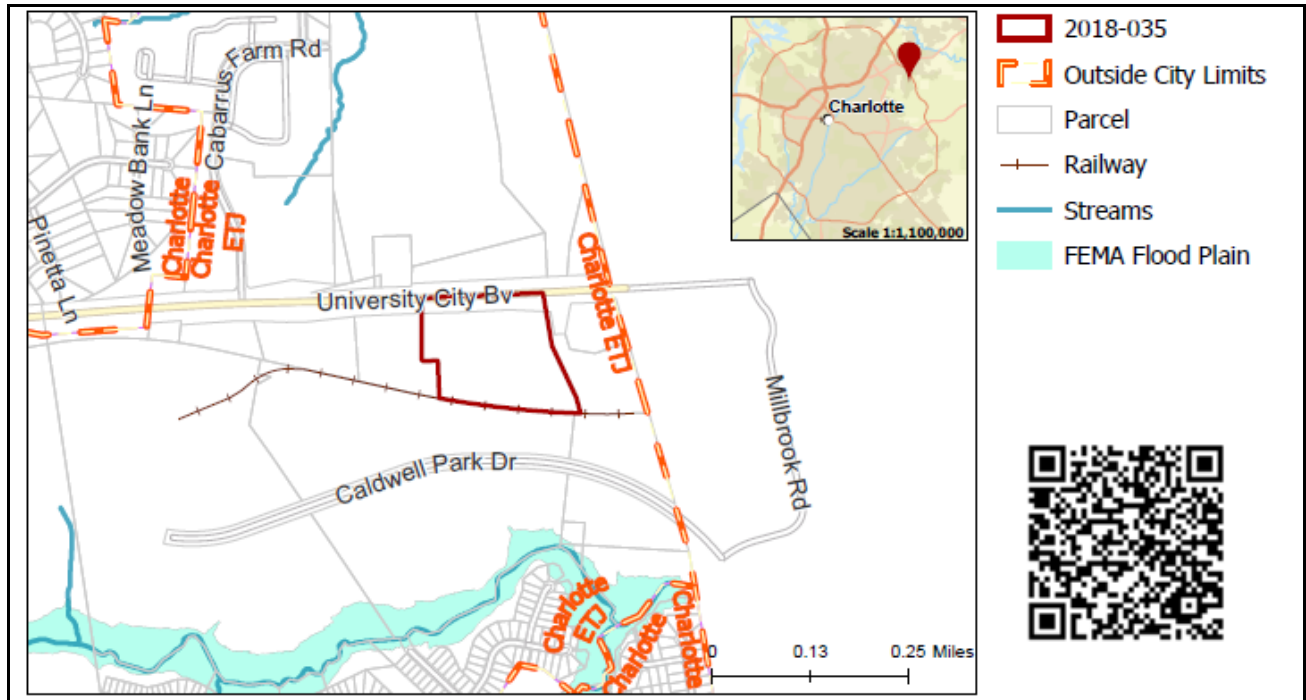 Cabarrus Farm Rd
Meadow Bank Ln
Pinetta Ln
Charlotte
Charlotte
ETJ
University City Bv
Charlotte ETJ
Millbrook Rd
Caldwell Park Dr
Charlotte
ETJ
Charlotte
Charlotte
0 0.13 0.25 Miles
Charlotte
Scale 1:1,100,000
2018-035
Outside City Limits
Parcel
Railway
Streams
FEMA Flood Plain